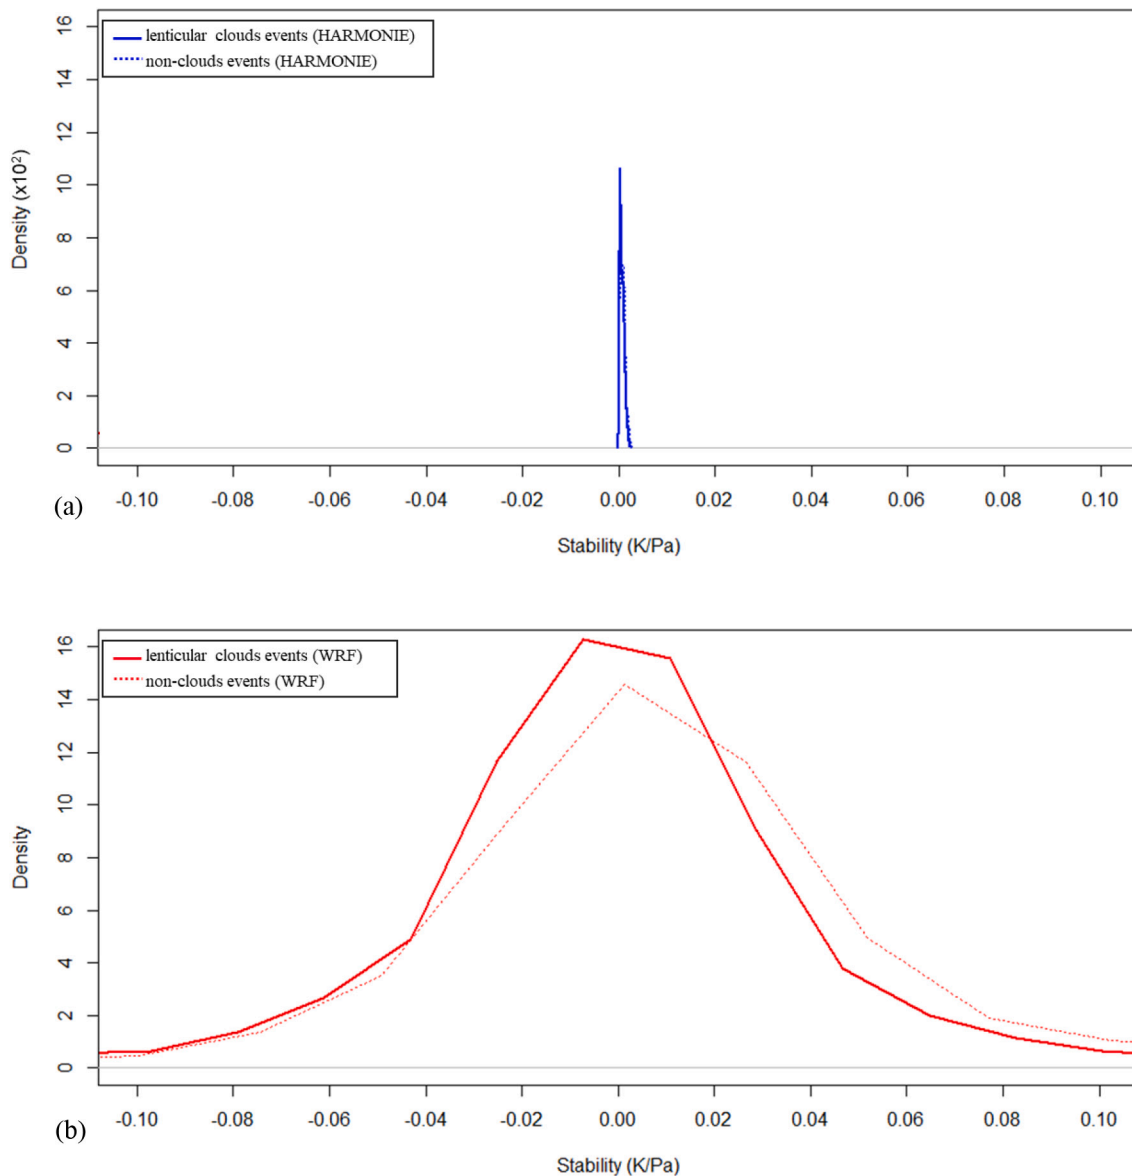 lenticular clouds events (HARMONIE)
non-clouds events (HARMONIE)
16
14
12
10
8
6
4
2
0
Density (x10²)
-0.10 -0.08 -0.06 -0.04 -0.02 0.00 0.02 0.04 0.06 0.08 0.10
(a)
Stability (K/Pa)
lenticular clouds events (WRF)
non-clouds events (WRF)
16
14
12
10
8
6
4
2
0
Density
-0.10 -0.08 -0.06 -0.04 -0.02 0.00 0.02 0.04 0.06 0.08 0.10
(b)
Stability (K/Pa)